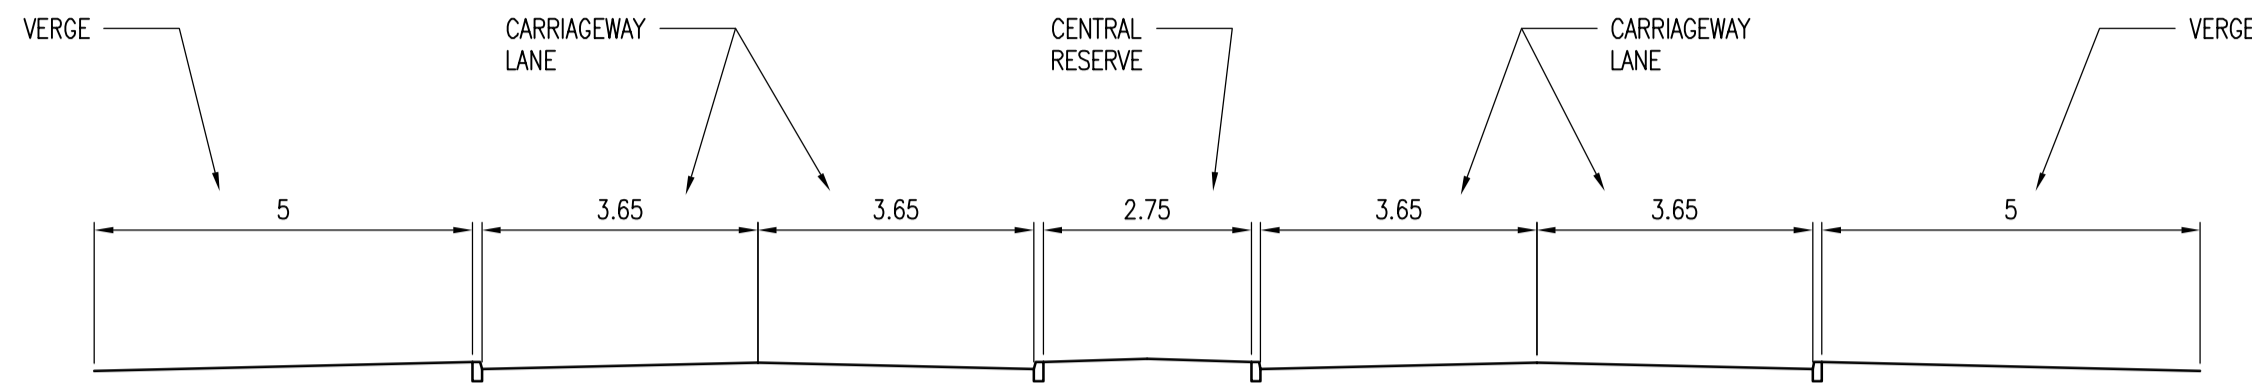 VERGE
CARRIAGEWAY
LANE
CENTRAL
RESERVE
CARRIAGEWAY
LANE
VERGE
5
3.65
3.65
2.75
3.65
3.65
5